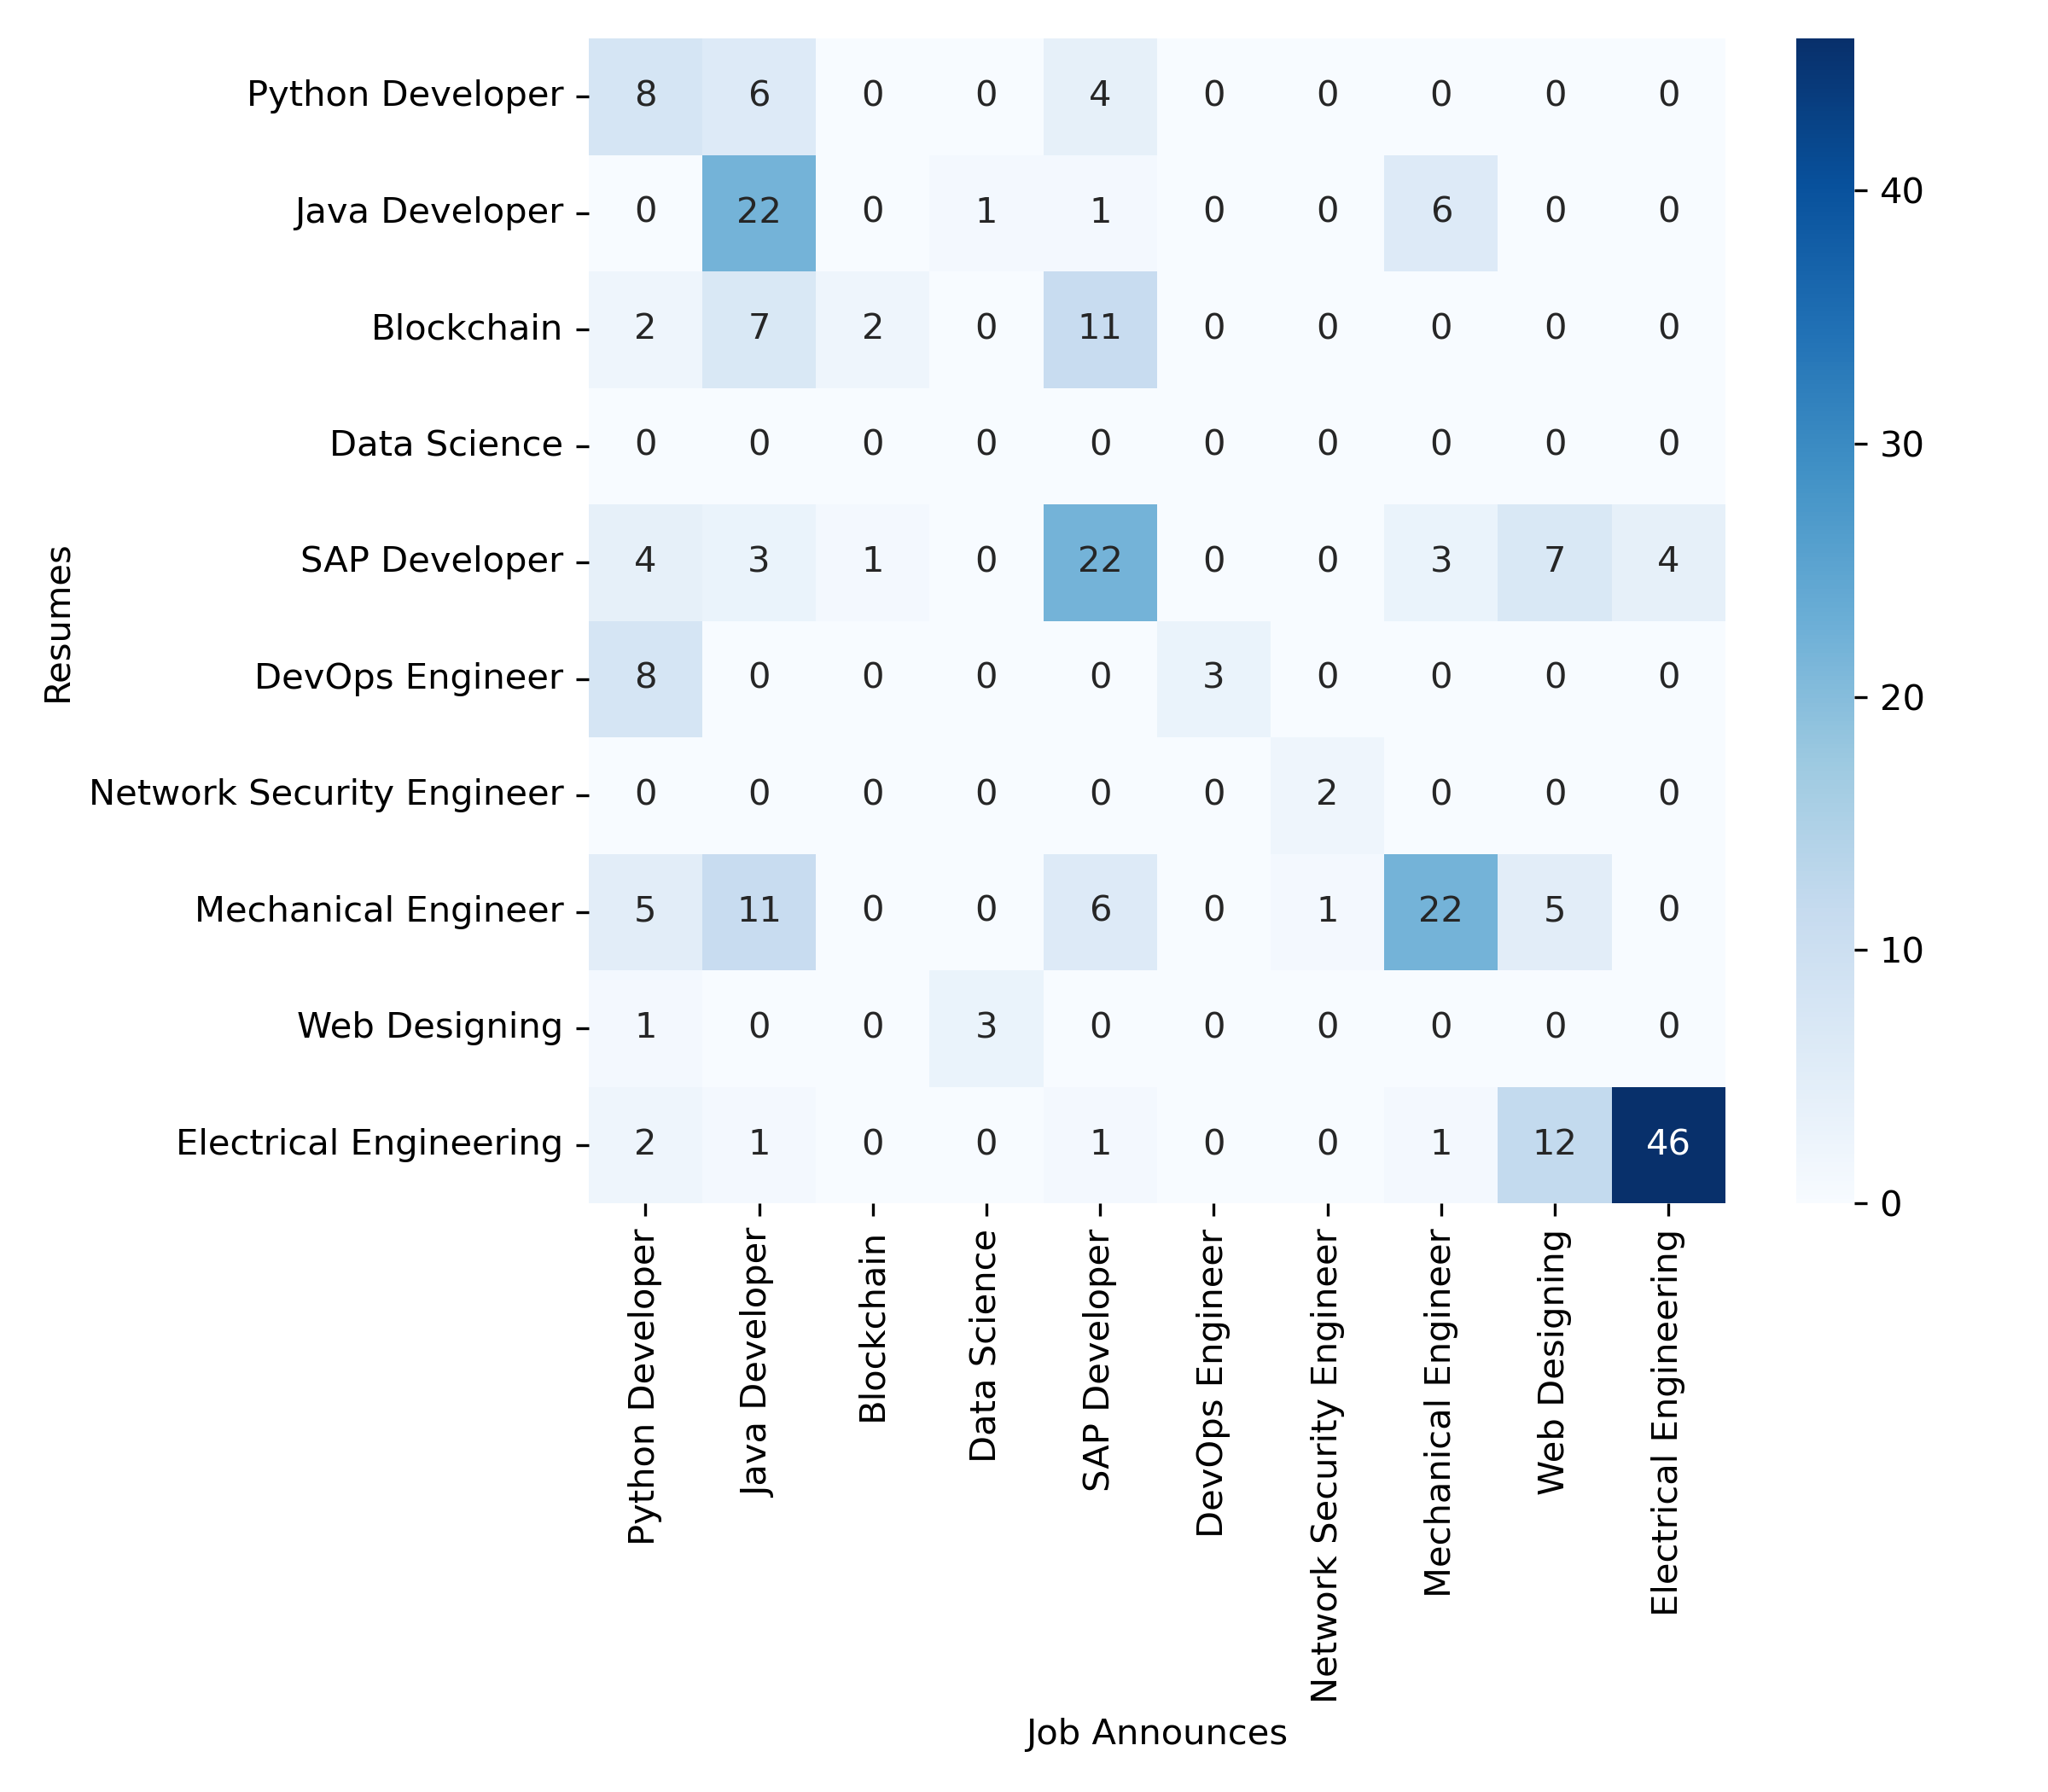 Python Developer 8 6 0 0 4 0 0 0 0 0
Java Developer 0 22 0 1 1 0 0 6 0 0
Blockchain 2 7 2 0 11 0 0 0 0 0
Data Science 0 0 0 0 0 0 0 0 0 0
SAP Developer 4 3 1 0 22 0 0 3 7 4
DevOps Engineer 8 0 0 0 0 3 0 0 0 0
Network Security Engineer 0 0 0 0 0 0 2 0 0 0
Mechanical Engineer 5 11 0 0 6 0 1 22 5 0
Web Designing 1 0 0 3 0 0 0 0 0 0
Electrical Engineering 2 1 0 0 1 0 0 1 12 46
Resumes
Python Developer
Java Developer
Blockchain
Data Science
SAP Developer
DevOps Engineer
Network Security Engineer
Mechanical Engineer
Web Designing
Electrical Engineering
Job Announces
40
30
20
10
0